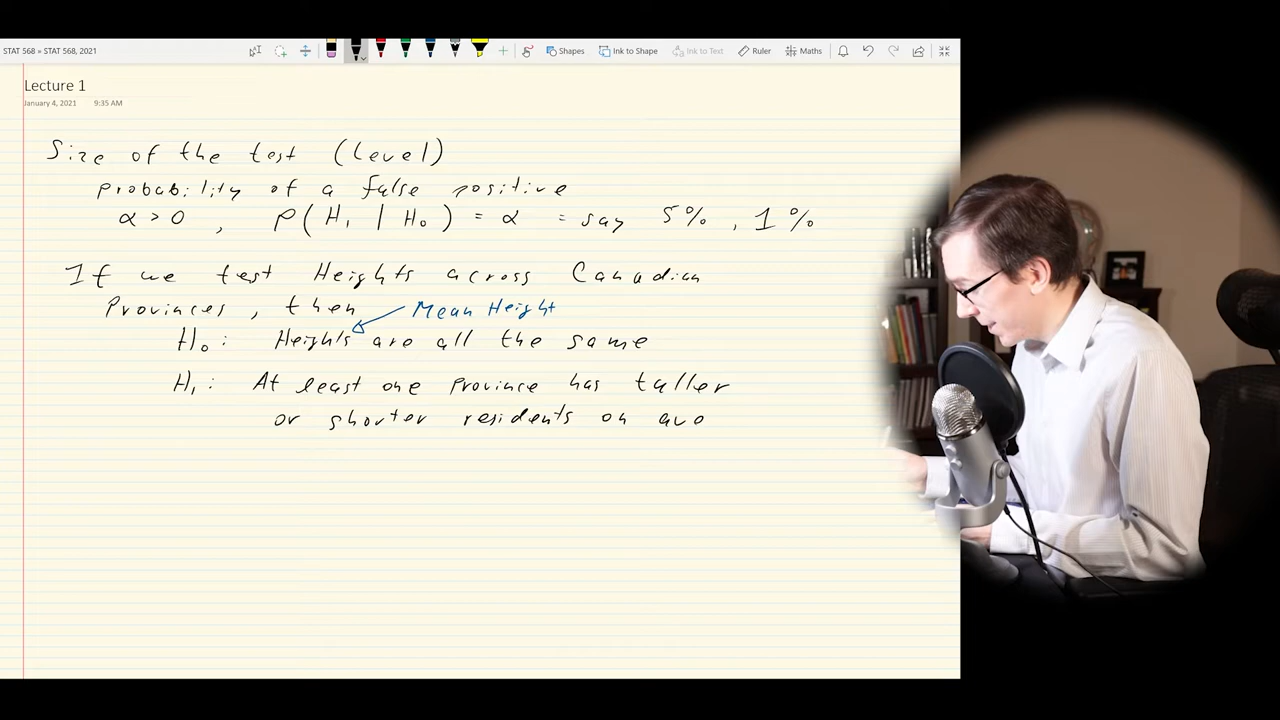 STAT 568 » STAT 568, 2021
Shapes
Ink to Shape
Ink to Text
Ruler
Maths
Lecture 1
January 4, 2021 9:35 AM
Size of the test (level)
probability of a false positive
α > 0 , P( H₁ | H₀ ) = α = say 5% , 1%
If we test Heights across Canadian
Provinces, then
Mean Height
H₀: Heights are all the same
H₁: At least one province has taller
or shorter residents on ave